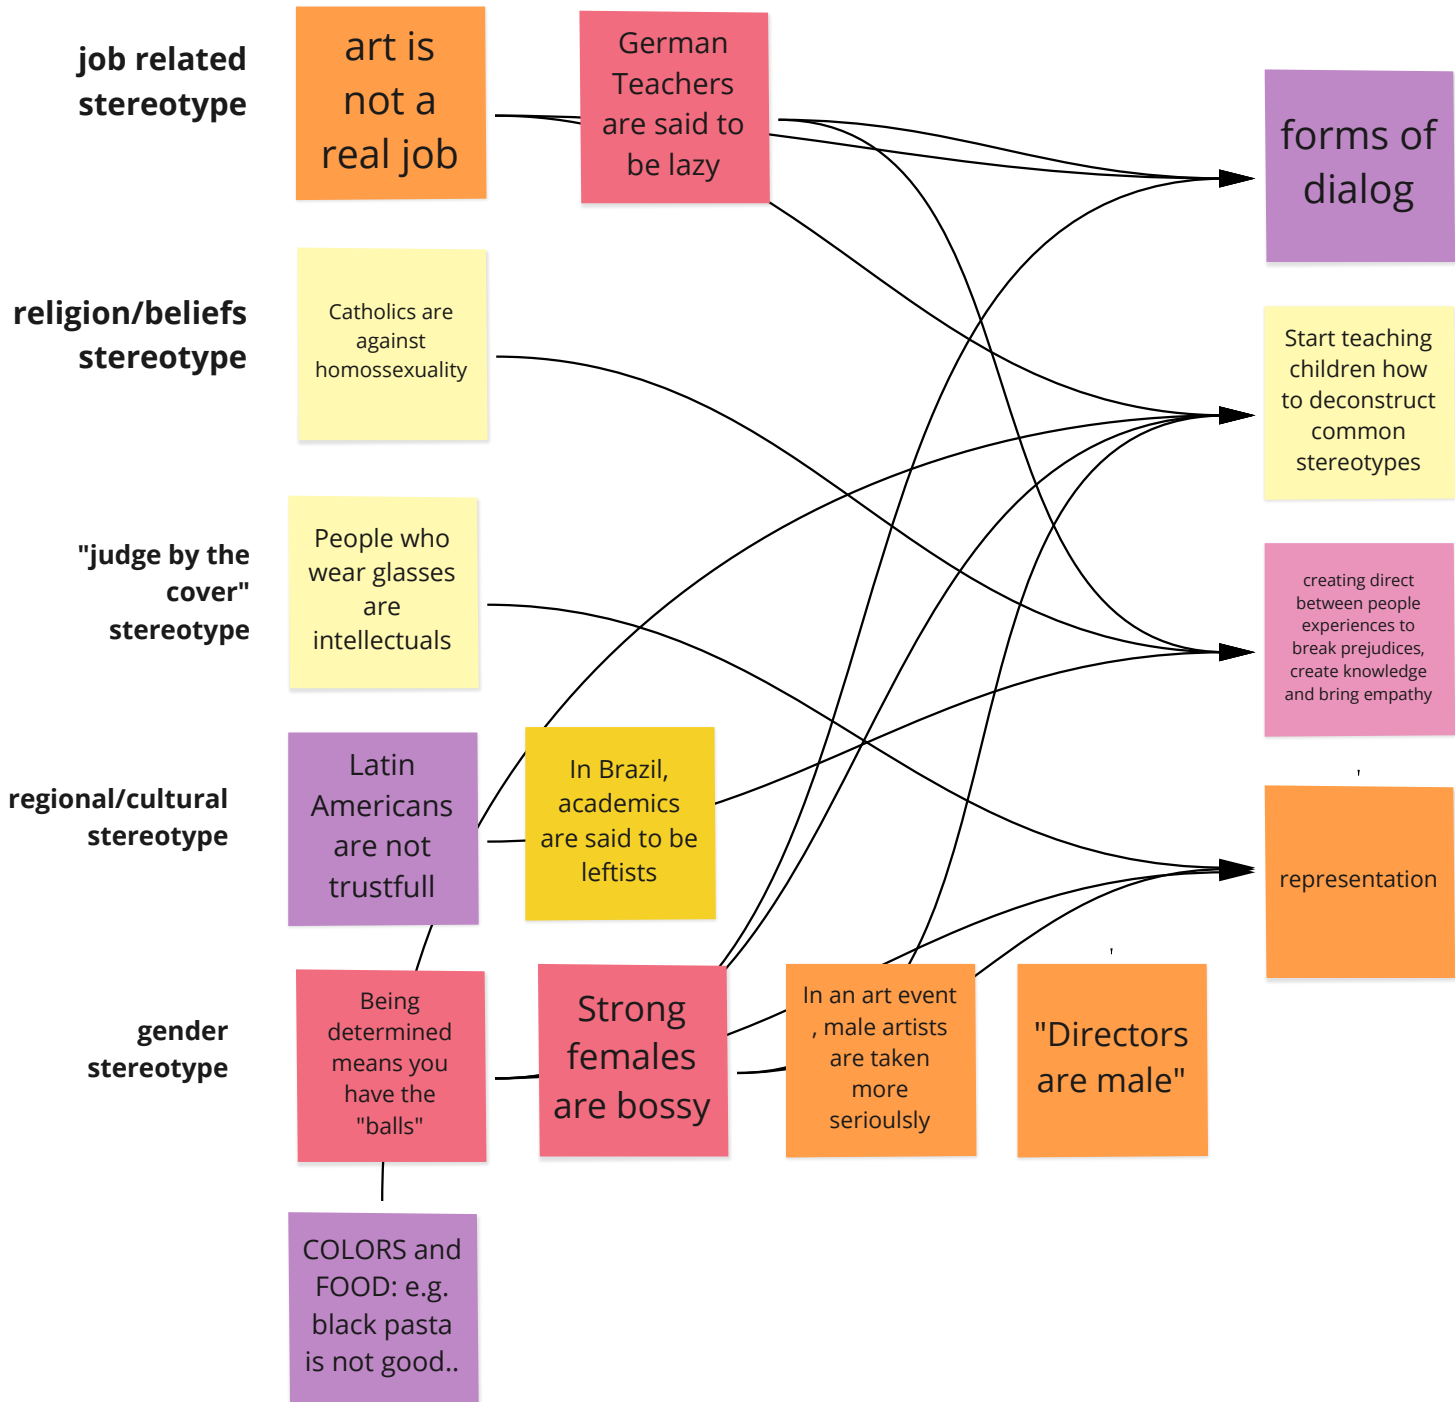 job related
stereotype
art is
not a
real job
German
Teachers
are said to
be lazy
forms of
dialog
religion/beliefs
stereotype
Catholics are
against
homossexuality
Start teaching
children how
to deconstruct
common
stereotypes
"judge by the
cover"
stereotype
People who
wear glasses
are
intellectuals
creating direct
between people
experiences to
break prejudices,
create knowledge
and bring empathy
regional/cultural
stereotype
Latin
Americans
are not
trustfull
In Brazil,
academics
are said to be
leftists
'
representation
gender
stereotype
Being
determined
means you
have the
"balls"
Strong
females
are bossy
In an art event
, male artists
are taken
more
serioulsly
'
"Directors
are male"
COLORS and
FOOD: e.g.
black pasta
is not good..